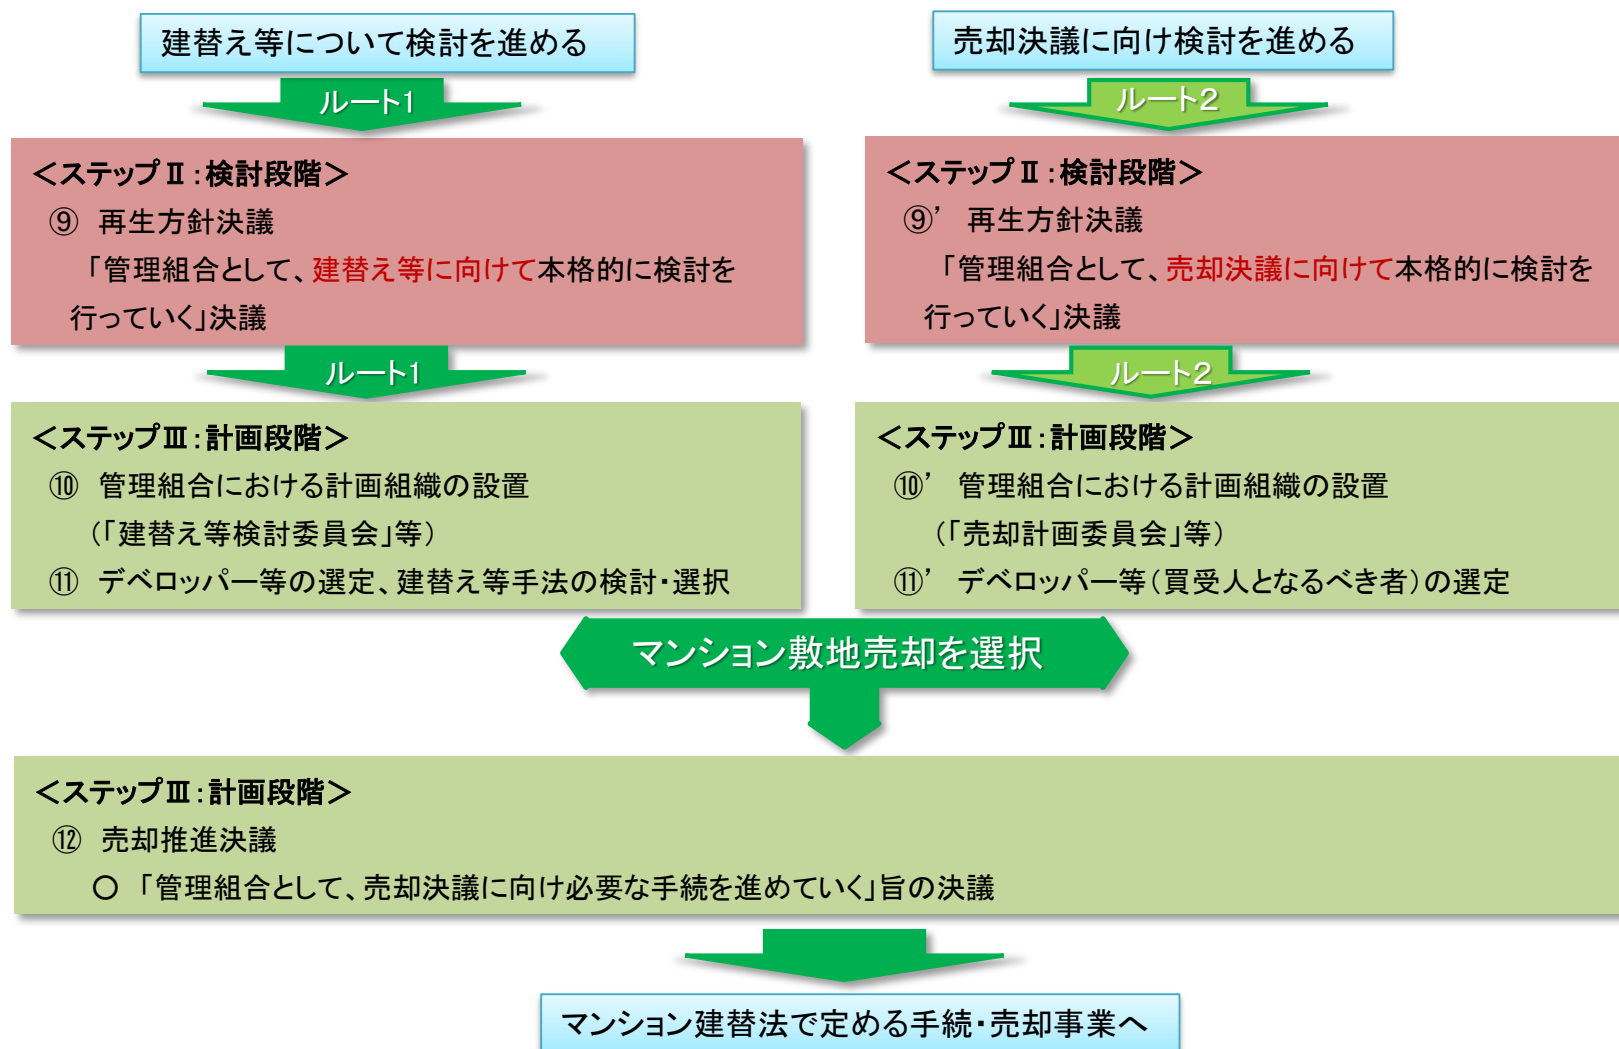 建替え等について検討を進める
ルート1
<ステップⅡ:検討段階>
⑨ 再生方針決議
「管理組合として、建替え等に向けて本格的に検討を
行っていく」決議
ルート1
<ステップⅢ:計画段階>
⑩ 管理組合における計画組織の設置
(「建替え等検討委員会」等)
⑪ デベロッパー等の選定、建替え等手法の検討・選択
売却決議に向け検討を進める
ルート2
<ステップⅡ:検討段階>
⑨’ 再生方針決議
「管理組合として、売却決議に向けて本格的に検討を
行っていく」決議
ルート2
<ステップⅢ:計画段階>
⑩’ 管理組合における計画組織の設置
(「売却計画委員会」等)
⑪’ デベロッパー等(買受人となるべき者)の選定
マンション敷地売却を選択
<ステップⅢ:計画段階>
⑫ 売却推進決議
○ 「管理組合として、売却決議に向け必要な手続を進めていく」旨の決議
マンション建替法で定める手続・売却事業へ